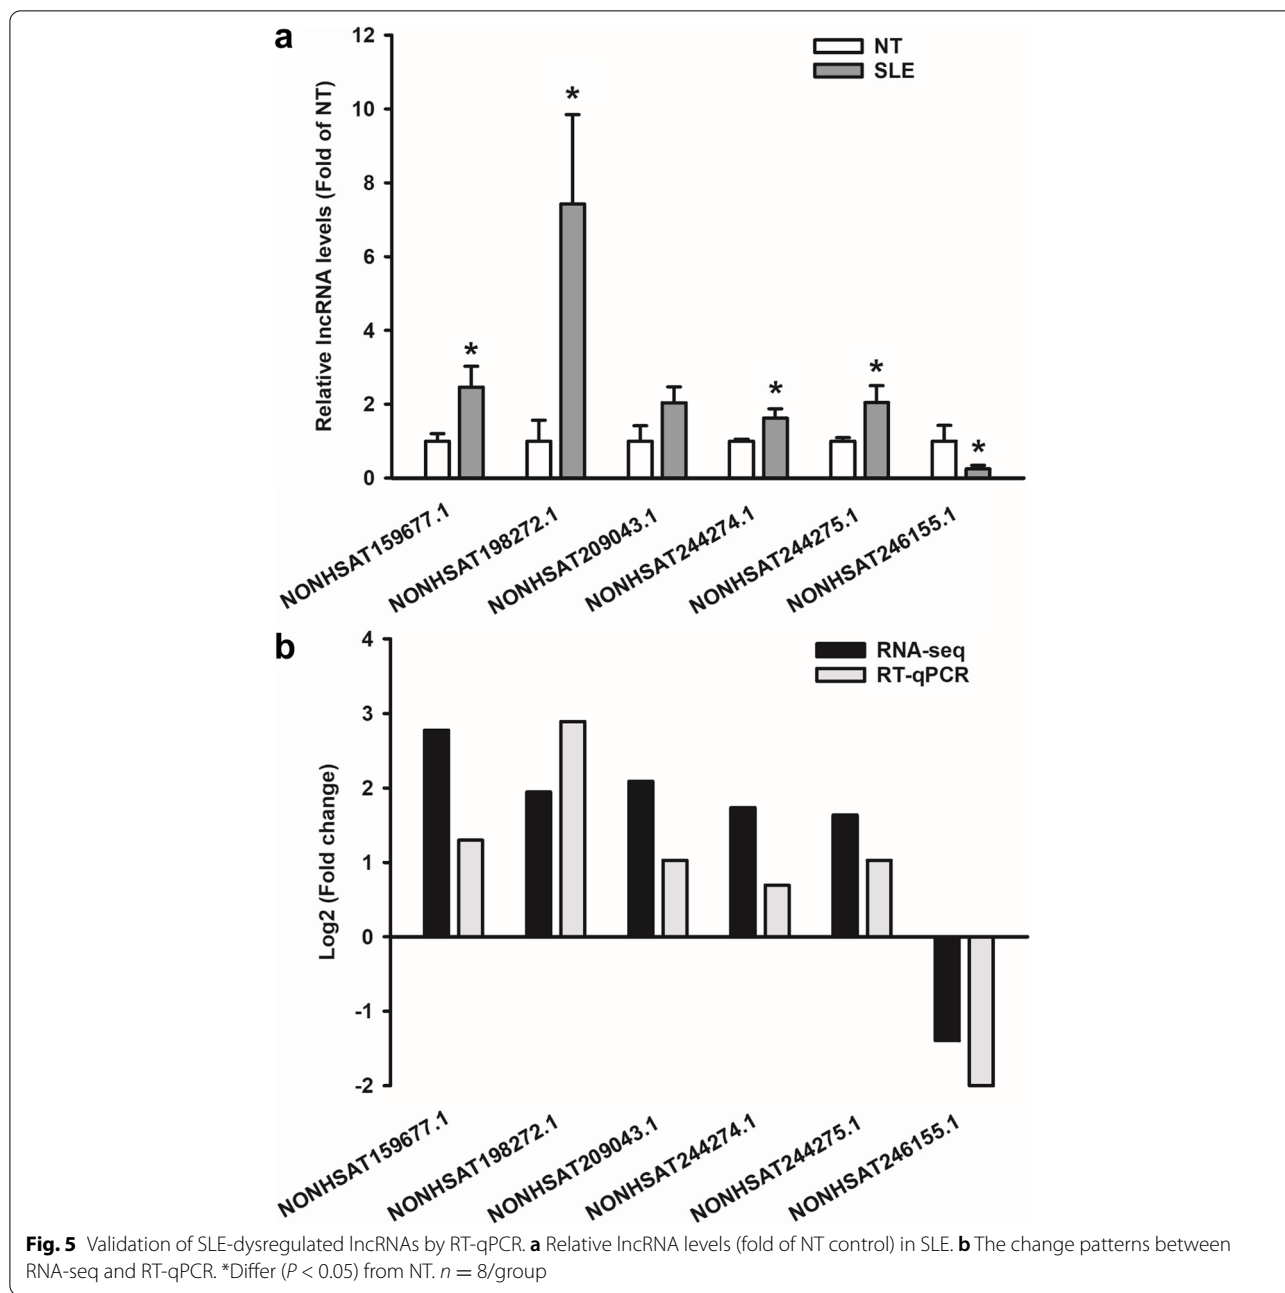 a
NT
SLE
Relative lncRNA levels (Fold of NT)
12
10
8
6
4
2
0
*
*
*
*
*
NONHSAT159677.1
NONHSAT198272.1
NONHSAT209043.1
NONHSAT244274.1
NONHSAT244275.1
NONHSAT246155.1
b
RNA-seq
RT-qPCR
Log2 (Fold change)
4
3
2
1
0
-1
-2
NONHSAT159677.1
NONHSAT198272.1
NONHSAT209043.1
NONHSAT244274.1
NONHSAT244275.1
NONHSAT246155.1
Fig. 5 Validation of SLE-dysregulated lncRNAs by RT-qPCR. a Relative lncRNA levels (fold of NT control) in SLE. b The change patterns between
RNA-seq and RT-qPCR. *Differ (P < 0.05) from NT. n = 8/group